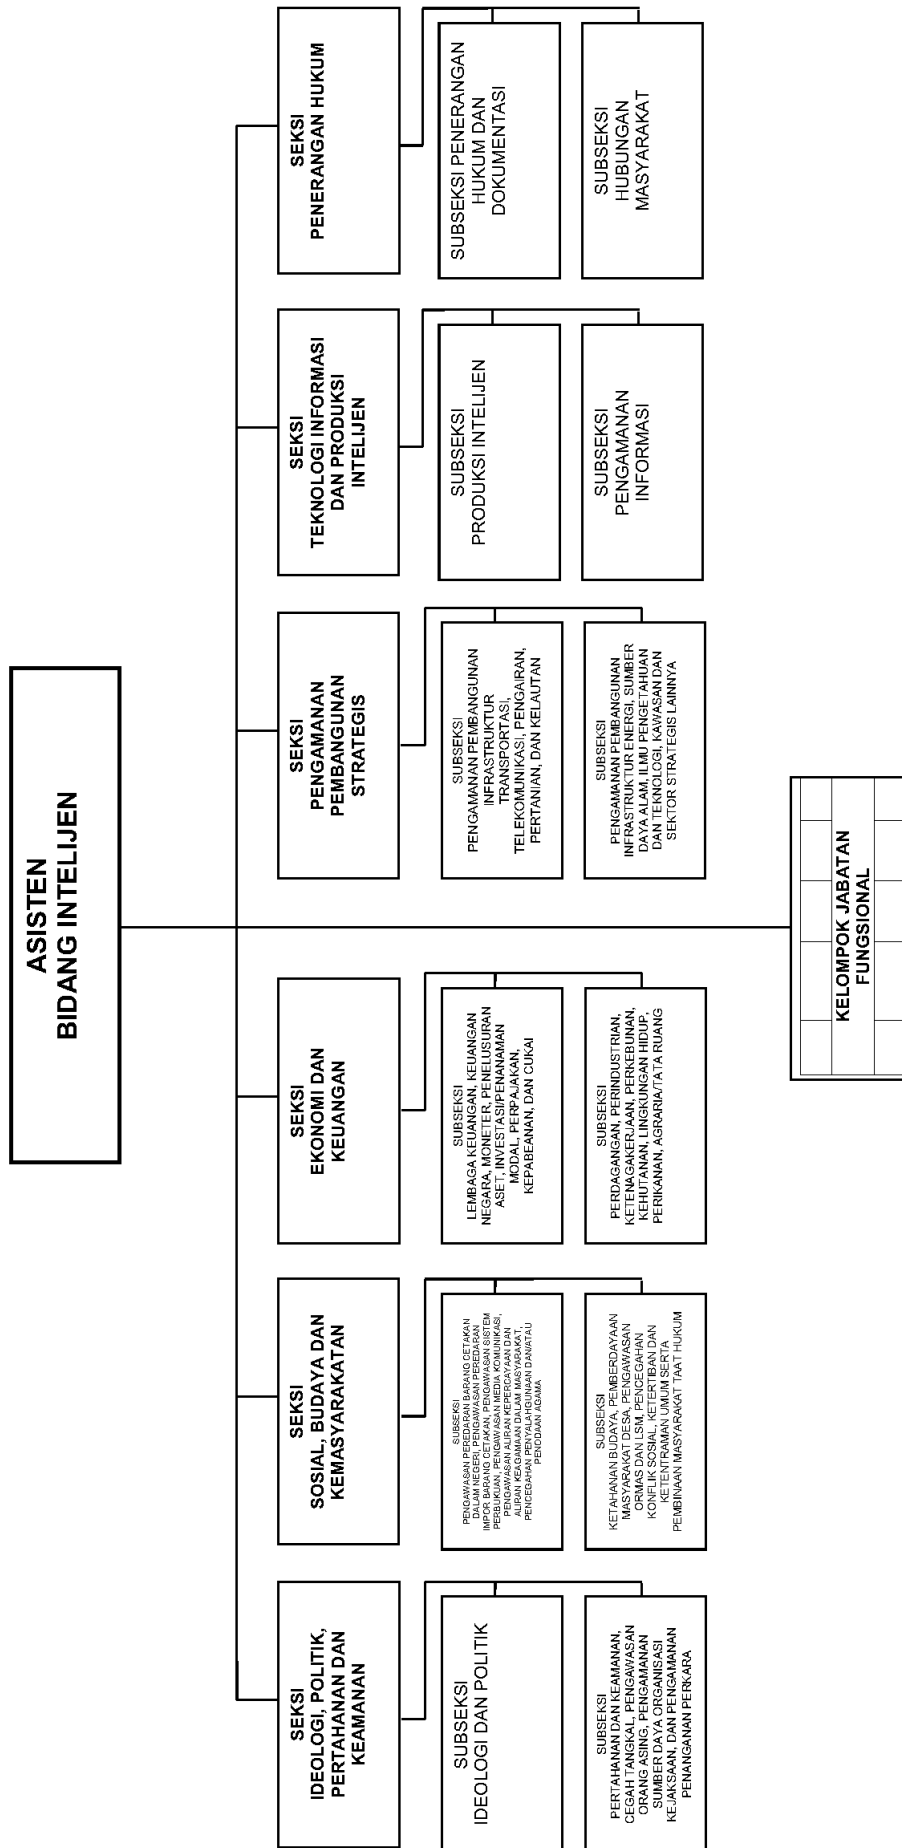 ASISTEN
BIDANG INTELIJEN
SEKSI
IDEOLOGI, POLITIK,
PERTAHANAN DAN
KEAMANAN
SEKSI
SOSIAL, BUDAYA DAN
KEMASYARAKATAN
SEKSI
EKONOMI DAN
KEUANGAN
SEKSI
PENGAMANAN
PEMBANGUNAN
STRATEGIS
SEKSI
TEKNOLOGI INFORMASI
DAN PRODUKSI
INTELIJEN
SEKSI
PENERANGAN HUKUM
SUBSEKSI
IDEOLOGI DAN POLITIK
SUBSEKSI
PENGAWASAN PEREDARAN BARANG CETAKAN
DALAM NEGERI, PENGAWASAN PEREDARAN
IMPOR BARANG CETAKAN, PENGAWASAN SISTEM
PERBUKUAN, PENGAWASAN MEDIA KOMUNIKASI,
PENGAWASAN ALIRAN KEPERCAYAAN DAN
ALIRAN KEAGAMAAN DALAM MASYARAKAT,
PENCEGAHAN PENYALAHGUNAAN DAN/ATAU
PENODAAN AGAMA
SUBSEKSI
LEMBAGA KEUANGAN, KEUANGAN
NEGARA, MONETER, PENELUSURAN
ASET, INVESTASI/PENANAMAN
MODAL, PERPAJAKAN,
KEPABEANAN, DAN CUKAI
SUBSEKSI
PENGAMANAN PEMBANGUNAN
INFRASTRUKTUR
TRANSPORTASI,
TELEKOMUNIKASI, PENGAIRAN,
PERTANIAN, DAN KELAUTAN
SUBSEKSI
PRODUKSI INTELIJEN
SUBSEKSI PENERANGAN
HUKUM DAN
DOKUMENTASI
SUBSEKSI
PERTAHANAN DAN KEAMANAN,
CEGAH TANGKAL, PENGAWASAN
ORANG ASING, PENGAMANAN
SUMBER DAYA ORGANISASI
KEJAKSAAN, DAN PENGAMANAN
PENANGANAN PERKARA
SUBSEKSI
KETAHANAN BUDAYA, PEMBERDAYAAN
MASYARAKAT DESA, PENGAWASAN
ORMAS DAN LSM, PENCEGAHAN
KONFLIK SOSIAL, KETERTIBAN DAN
KETENTRAMAN UMUM SERTA
PEMBINAAN MASYARAKAT TAAT HUKUM
SUBSEKSI
PERDAGANGAN, PERINDUSTRIAN,
KETENAGAKERJAAN, PERKEBUNAN,
KEHUTANAN, LINGKUNGAN HIDUP,
PERIKANAN, AGRARIA/TATA RUANG
SUBSEKSI
PENGAMANAN PEMBANGUNAN
INFRASTRUKTUR ENERGI, SUMBER
DAYA ALAM, ILMU PENGETAHUAN
DAN TEKNOLOGI, KAWASAN DAN
SEKTOR STRATEGIS LAINNYA
SUBSEKSI
PENGAMANAN
INFORMASI
SUBSEKSI
HUBUNGAN
MASYARAKAT
KELOMPOK JABATAN
FUNGSIONAL